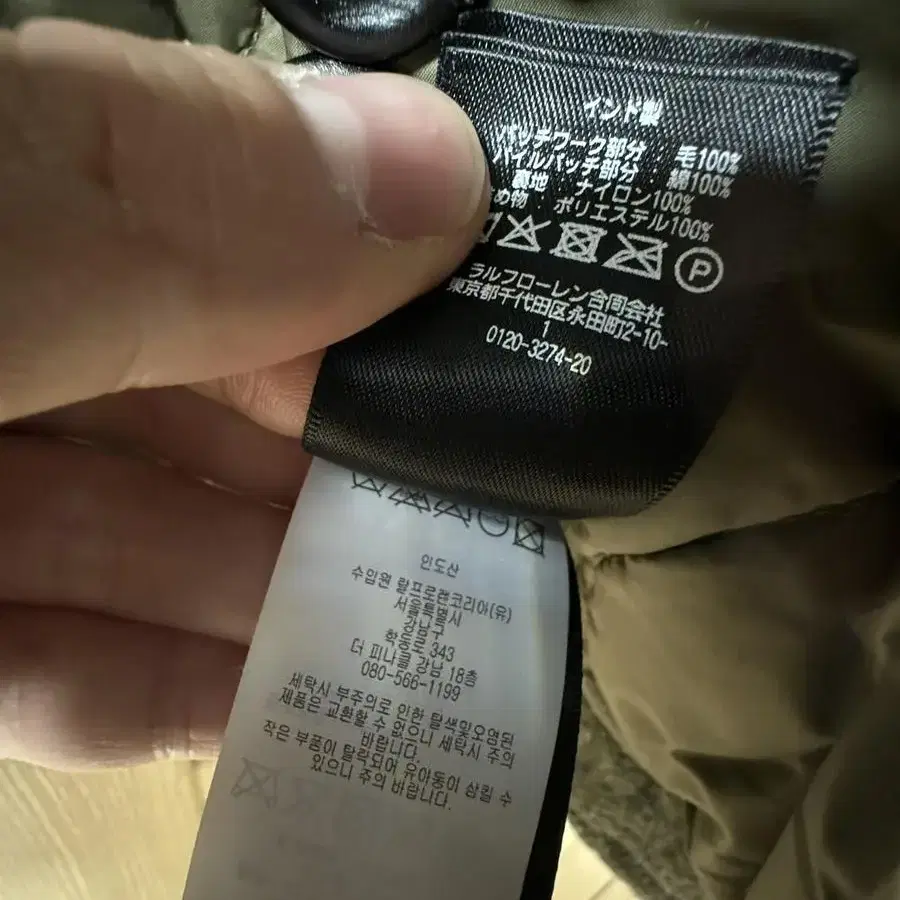 インド製
パッチワーク部分 : 毛100%
パイルパッチ部分 : 綿100%
裏地 ナイロン100%
め物 : ポリエステル100%
P
ラルフローレン合同会社
東京都千代田区永田町2-10-
1
0120-3274-20
인도산
수입원 랄프로렌코리아(유)
서울특별시
강남구
학동로 343
더 피나클 강남 18층
080-566-1199
세탁시 부주의로 인한 탈색및오염된
제품은 교환할 수 없으니 세탁시 주의
바랍니다.
작은 부품이 탈락되어 유아동이 삼킬 수
있으니 주의 바랍니다.